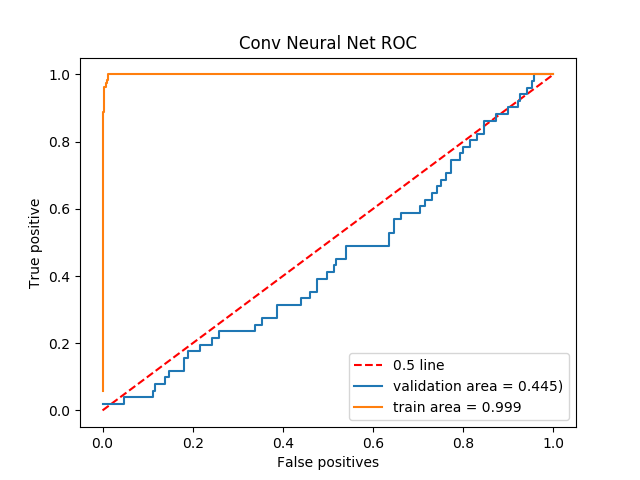 Conv Neural Net ROC
True positive
1.0
0.8
0.6
0.4
0.2
0.0
0.5 line
validation area = 0.445)
train area = 0.999
0.0 0.2 0.4 0.6 0.8 1.0
False positives